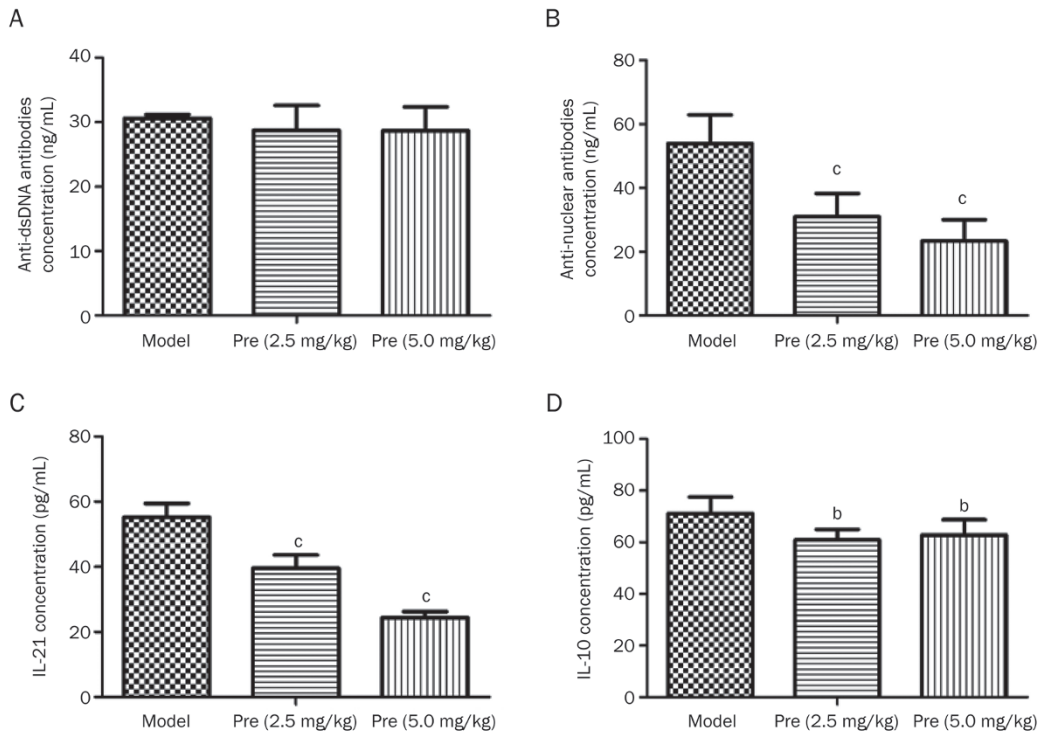 A
Anti-dsDNA antibodies
concentration (ng/mL)
40
30
20
10
0
Model
Pre (2.5 mg/kg)
Pre (5.0 mg/kg)
B
Anti-nuclear antibodies
concentration (ng/mL)
80
60
40
20
0
c
c
Model
Pre (2.5 mg/kg)
Pre (5.0 mg/kg)
C
IL-21 concentration (pg/mL)
80
60
40
20
0
c
c
Model
Pre (2.5 mg/kg)
Pre (5.0 mg/kg)
D
IL-10 concentration (pg/mL)
100
80
60
40
20
0
b
b
Model
Pre (2.5 mg/kg)
Pre (5.0 mg/kg)